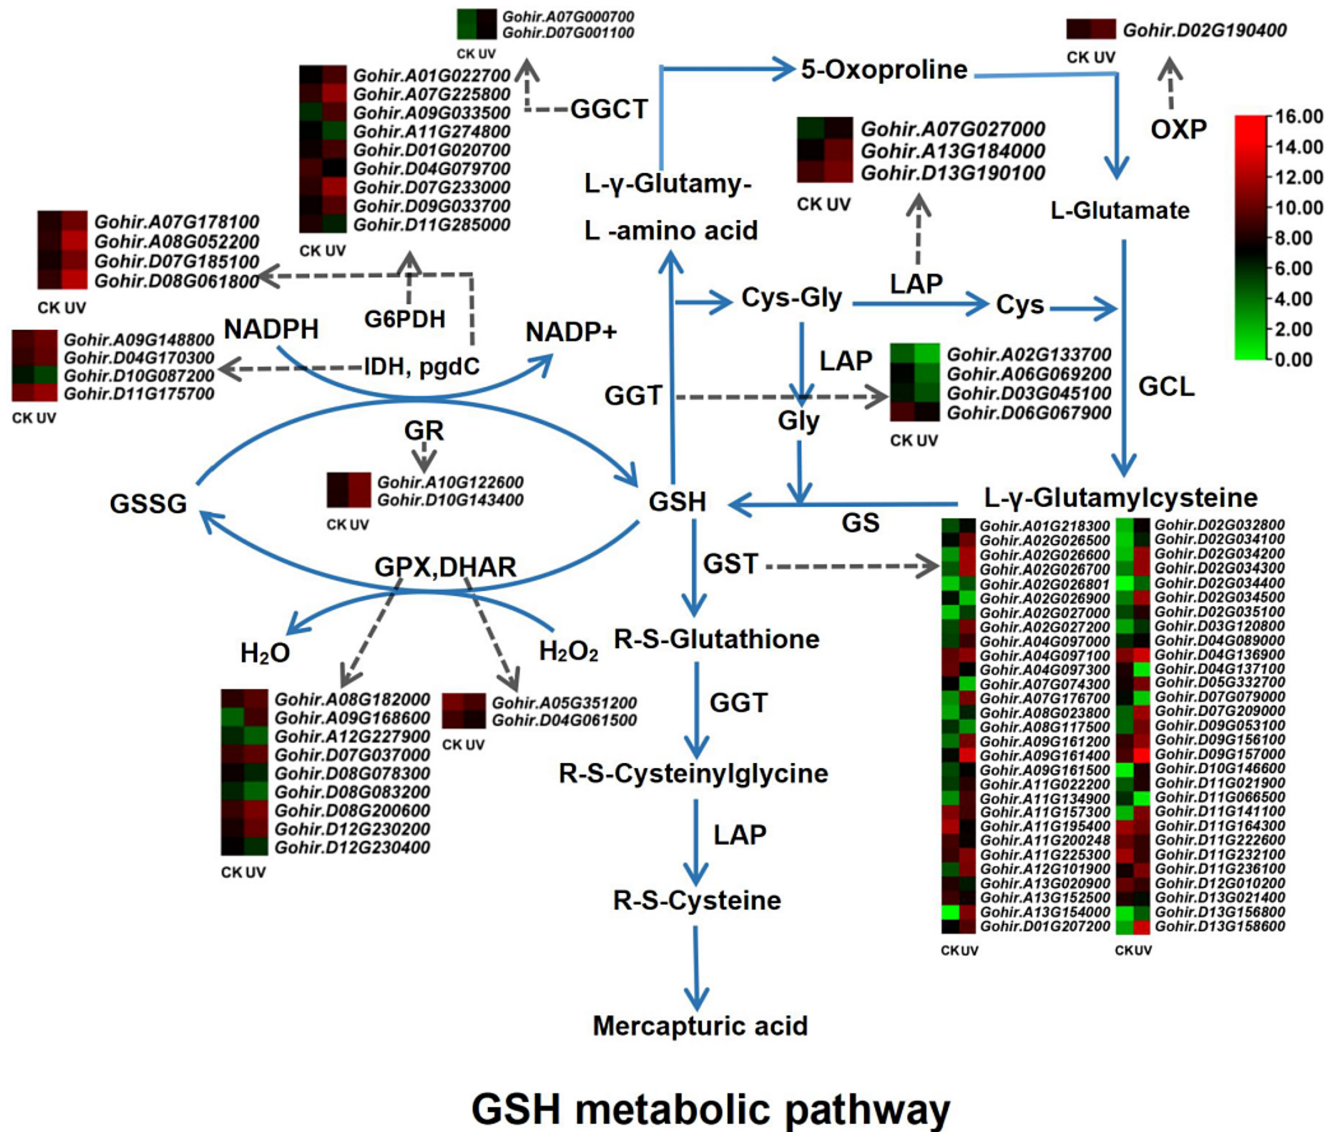 Gohir.A07G000700
Gohir.D07G001100
CK UV
Gohir.D02G190400
CK UV
Gohir.A01G022700
Gohir.A07G225800
Gohir.A09G033500
Gohir.A11G274800
Gohir.D01G020700
Gohir.D04G079700
Gohir.D07G233000
Gohir.D09G033700
Gohir.D11G285000
CK UV
GGCT
5-Oxoproline
OXP
16.00
14.00
12.00
10.00
8.00
6.00
4.00
2.00
0.00
Gohir.A07G027000
Gohir.A13G184000
Gohir.D13G190100
CK UV
L-γ-Glutamy-
L -amino acid
L-Glutamate
Gohir.A07G178100
Gohir.A08G052200
Gohir.D07G185100
Gohir.D08G061800
CK UV
Gohir.A09G148800
Gohir.D04G170300
Gohir.D10G087200
Gohir.D11G175700
CK UV
NADPH
G6PDH
NADP+
IDH, pgdC
Cys-Gly
LAP
Cys
LAP
Gohir.A02G133700
Gohir.A06G069200
Gohir.D03G045100
Gohir.D06G067900
CK UV
GGT
Gly
GCL
GR
Gohir.A10G122600
Gohir.D10G143400
CK UV
GSSG
GSH
GS
L-γ-Glutamylcysteine
GST
GPX,DHAR
H2O
H2O2
R-S-Glutathione
Gohir.A08G182000
Gohir.A09G168600
Gohir.A12G227900
Gohir.D07G037000
Gohir.D08G078300
Gohir.D08G083200
Gohir.D08G200600
Gohir.D12G230200
Gohir.D12G230400
CK UV
Gohir.A05G351200
Gohir.D04G061500
CK UV
GGT
R-S-Cysteinylglycine
LAP
R-S-Cysteine
Mercapturic acid
Gohir.A01G218300
Gohir.A02G026500
Gohir.A02G026600
Gohir.A02G026700
Gohir.A02G026801
Gohir.A02G026900
Gohir.A02G027000
Gohir.A02G027200
Gohir.A04G097000
Gohir.A04G097100
Gohir.A04G097300
Gohir.A07G074300
Gohir.A07G176700
Gohir.A08G023800
Gohir.A08G117500
Gohir.A09G161200
Gohir.A09G161400
Gohir.A09G161500
Gohir.A11G022200
Gohir.A11G134900
Gohir.A11G157300
Gohir.A11G195400
Gohir.A11G200248
Gohir.A11G225300
Gohir.A12G101900
Gohir.A13G020900
Gohir.A13G152500
Gohir.A13G154000
Gohir.D01G207200
CKUV
Gohir.D02G032800
Gohir.D02G034100
Gohir.D02G034200
Gohir.D02G034300
Gohir.D02G034400
Gohir.D02G034500
Gohir.D02G035100
Gohir.D03G120800
Gohir.D04G089000
Gohir.D04G136900
Gohir.D04G137100
Gohir.D05G332700
Gohir.D07G079000
Gohir.D07G209000
Gohir.D09G053100
Gohir.D09G156100
Gohir.D09G157000
Gohir.D10G146600
Gohir.D11G021900
Gohir.D11G066500
Gohir.D11G141100
Gohir.D11G164300
Gohir.D11G222600
Gohir.D11G232100
Gohir.D11G236100
Gohir.D12G010200
Gohir.D13G021400
Gohir.D13G156800
Gohir.D13G158600
CKUV
GSH metabolic pathway